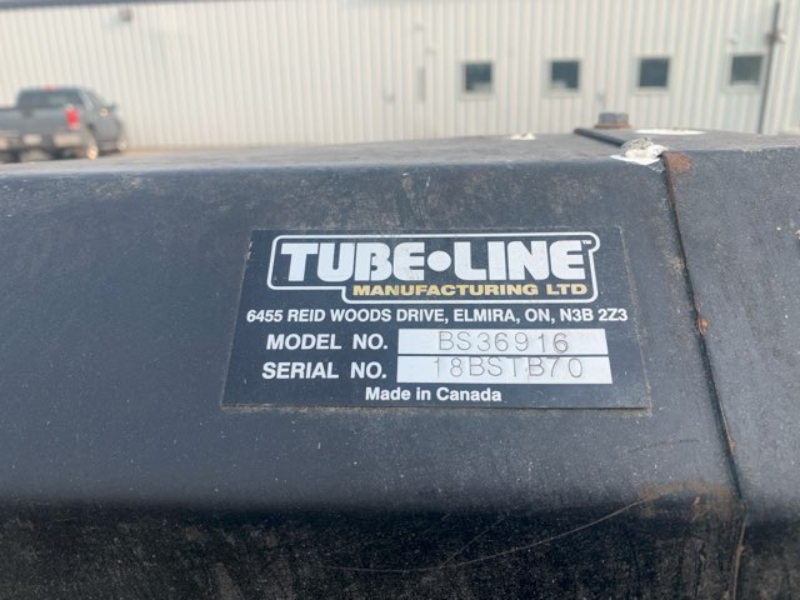 TUBE•LINE™
MANUFACTURING LTD
6455 REID WOODS DRIVE, ELMIRA, ON, N3B 2Z3
MODEL NO. BS36916
SERIAL NO. 18BSTB70
Made in Canada